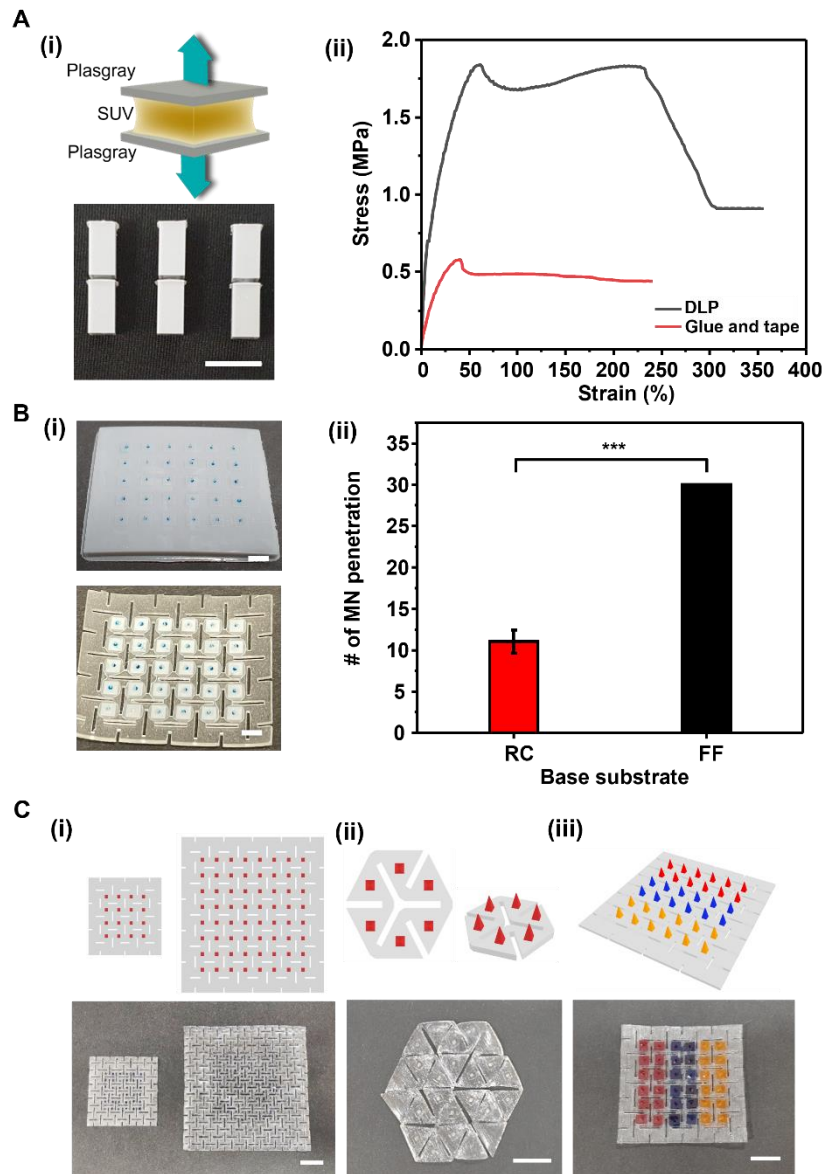 A
(i)
Plasgray
SUV
Plasgray
(ii)
Stress (MPa)
2.0
1.5
1.0
0.5
0.0
0 50 100 150 200 250 300 350 400
Strain (%)
DLP
Glue and tape
B
(i)
(ii)
# of MN penetration
35
30
25
20
15
10
5
0
***
RC FF
Base substrate
C
(i)
(ii)
(iii)